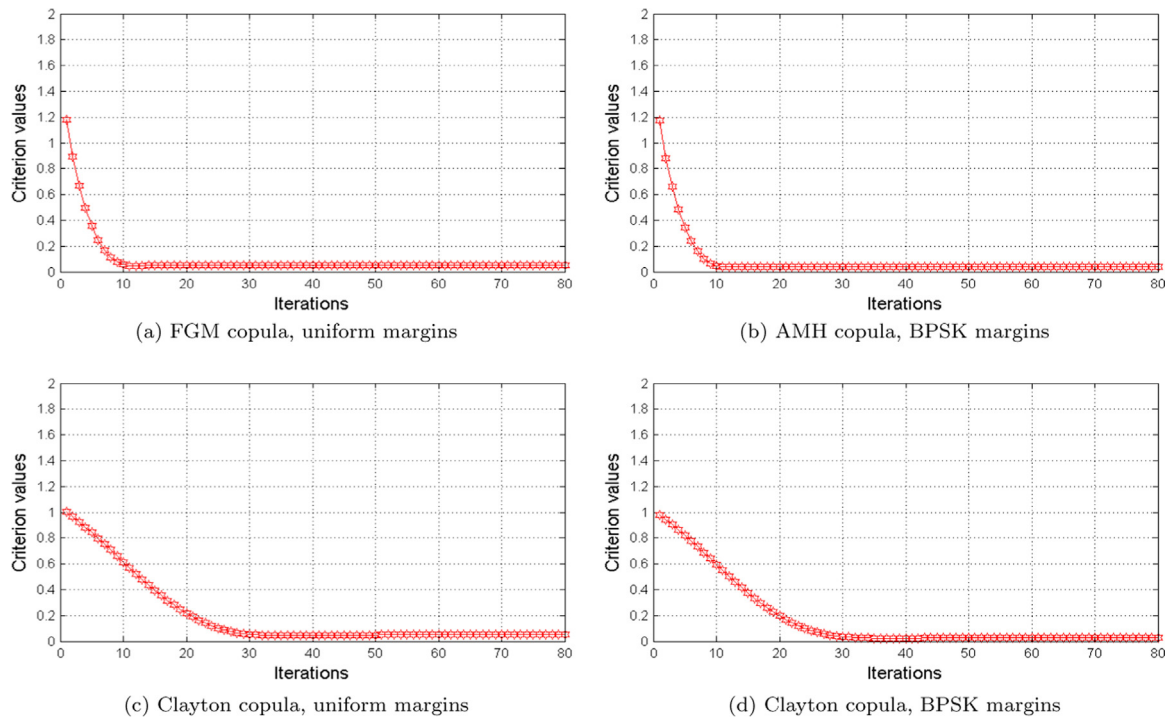 2
1.8
1.6
1.4
1.2
1
0.8
0.6
0.4
0.2
0
Criterion values
0 10 20 30 40 50 60 70 80
Iterations
(a) FGM copula, uniform margins
2
1.8
1.6
1.4
1.2
1
0.8
0.6
0.4
0.2
0
Criterion values
0 10 20 30 40 50 60 70 80
Iterations
(b) AMH copula, BPSK margins
2
1.8
1.6
1.4
1.2
1
0.8
0.6
0.4
0.2
0
Criterion values
0 10 20 30 40 50 60 70 80
Iterations
(c) Clayton copula, uniform margins
2
1.8
1.6
1.4
1.2
1
0.8
0.6
0.4
0.2
0
Criterion values
0 10 20 30 40 50 60 70 80
Iterations
(d) Clayton copula, BPSK margins